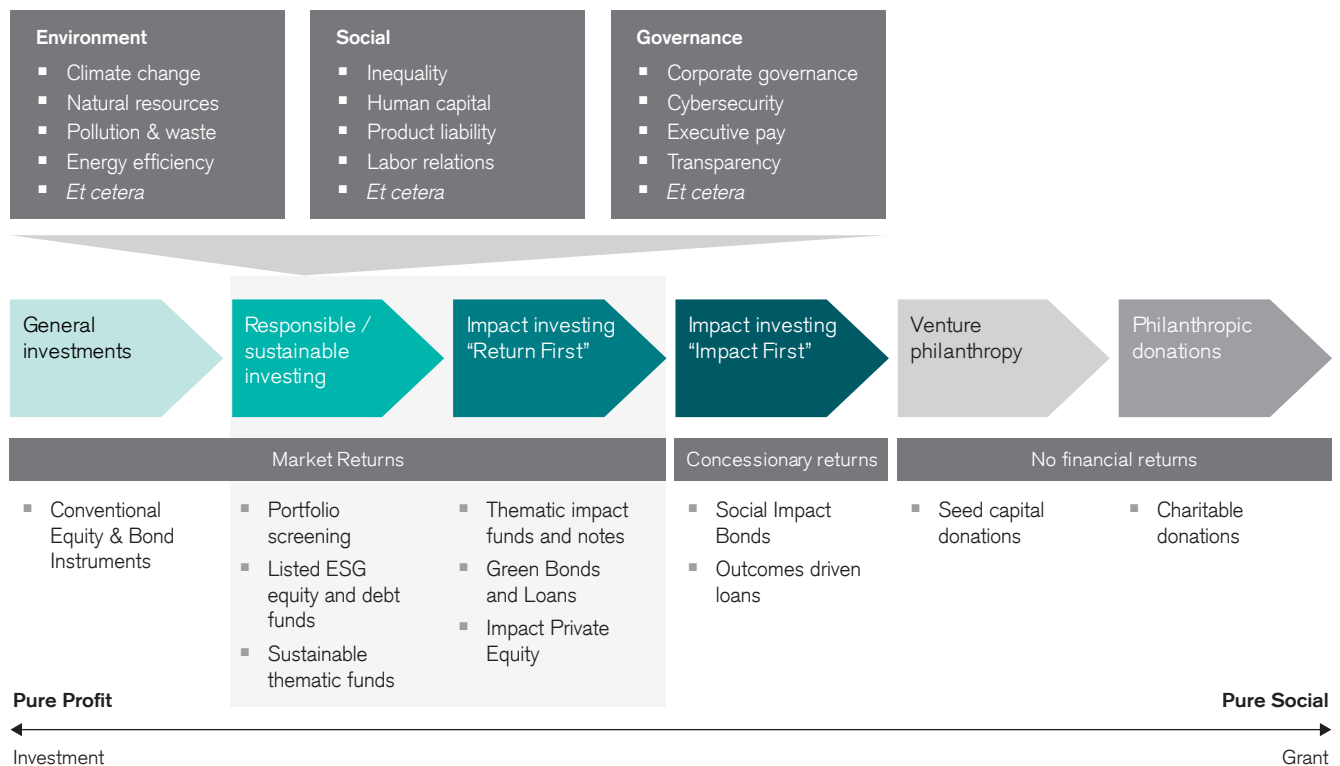 Environment
Climate change
Natural resources
Pollution & waste
Energy efficiency
Et cetera
Social
Inequality
Human capital
Product liability
Labor relations
Et cetera
Governance
Corporate governance
Cybersecurity
Executive pay
Transparency
Et cetera
General
investments
Responsible /
sustainable
investing
Impact investing
“Return First”
Impact investing
“Impact First”
Venture
philanthropy
Philanthropic
donations
Market Returns
Concessionary returns
No financial returns
Conventional
Equity & Bond
Instruments
Portfolio
screening
Listed ESG
equity and debt
funds
Sustainable
thematic funds
Thematic impact
funds and notes
Green Bonds
and Loans
Impact Private
Equity
Social Impact
Bonds
Outcomes driven
loans
Seed capital
donations
Charitable
donations
Pure Profit
Pure Social
Investment
Grant